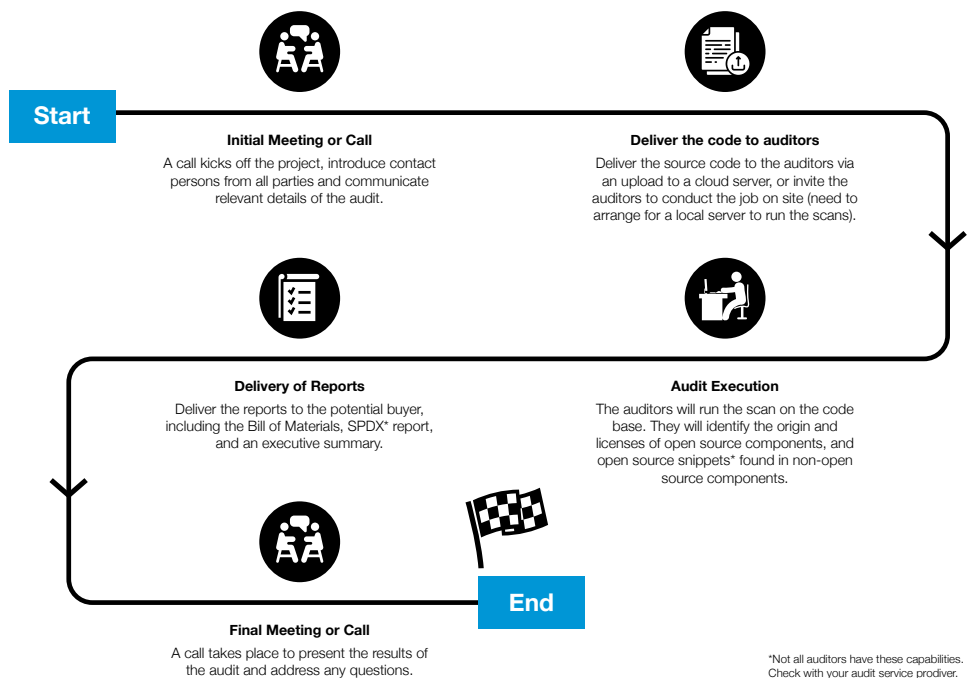 Start
Initial Meeting or Call
A call kicks off the project, introduce contact
persons from all parties and communicate
relevant details of the audit.
Deliver the code to auditors
Deliver the source code to the auditors via
an upload to a cloud server, or invite the
auditors to conduct the job on site (need to
arrange for a local server to run the scans).
Audit Execution
The auditors will run the scan on the code
base. They will identify the origin and
licenses of open source components, and
open source snippets* found in non-open
source components.
Delivery of Reports
Deliver the reports to the potential buyer,
including the Bill of Materials, SPDX* report,
and an executive summary.
Final Meeting or Call
A call takes place to present the results of
the audit and address any questions.
End
*Not all auditors have these capabilities.
Check with your audit service prodiver.